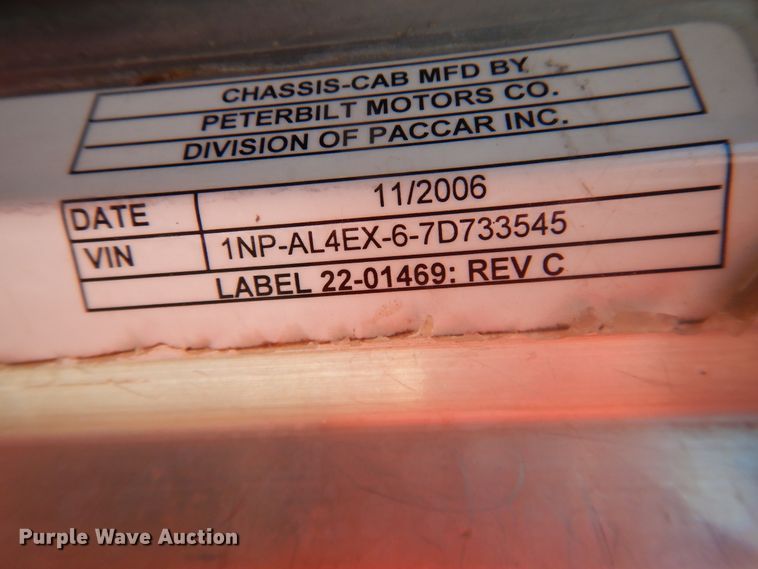 CHASSIS-CAB MFD BY
PETERBILT MOTORS CO.
DIVISION OF PACCAR INC.
DATE 11/2006
VIN 1NP-AL4EX-6-7D733545
LABEL 22-01469: REV C
Purple Wave Auction